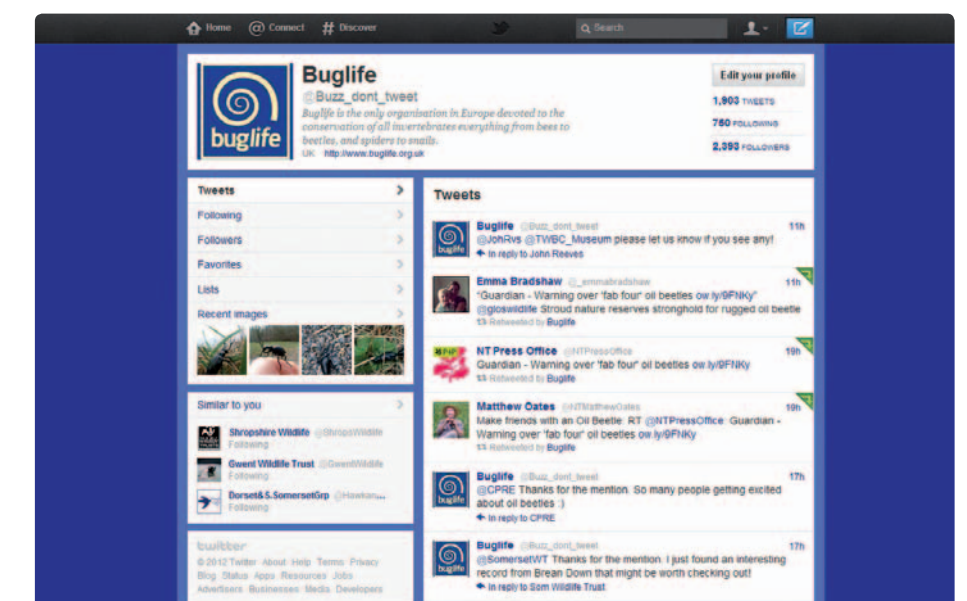 Home @ Connect # Discover
Search
buglife
Buglife
@Buzz_dont_tweet
Buglife is the only organisation in Europe devoted to the
conservation of all invertebrates everything from bees to
beetles, and spiders to snails.
UK http://www.buglife.org.uk
Edit your profile
1,903 TWEETS
760 FOLLOWING
2,393 FOLLOWERS
Tweets
Following
Followers
Favorites
Lists
Recent images
Similar to you
Shropshire Wildlife @ShropsWildlife
Following
Gwent Wildlife Trust @GwentWildlife
Following
Dorset&S.SomersetGrp @Hawkan...
Following
twitter
© 2012 Twitter About Help Terms Privacy
Blog Status Apps Resources Jobs
Advertisers Businesses Media Developers
Tweets
buglife
Buglife @Buzz_dont_tweet 11h
@JohRvs @TWBC_Museum please let us know if you see any!
In reply to John Reeves
Emma Bradshaw @_emmabradshaw 11h
"Guardian - Warning over 'fab four' oil beetles ow.ly/9FNKy"
@gloswildlife Stroud nature reserves stronghold for rugged oil beetle
Retweeted by Buglife
NT Press Office @NTPressOffice 19h
Guardian - Warning over 'fab four' oil beetles ow.ly/9FNKy
Retweeted by Buglife
Matthew Oates @NTMatthewOates 19h
Make friends with an Oil Beetle: RT @NTPressOffice: Guardian -
Warning over 'fab four' oil beetles ow.ly/9FNKy
Retweeted by Buglife
buglife
Buglife @Buzz_dont_tweet 17h
@CPRE Thanks for the mention. So many people getting excited
about oil beetles :)
In reply to CPRE
buglife
Buglife @Buzz_dont_tweet 17h
@SomersetWT Thanks for the mention. I just found an interesting
record from Brean Down that might be worth checking out!
In reply to Som Wildlife Trust